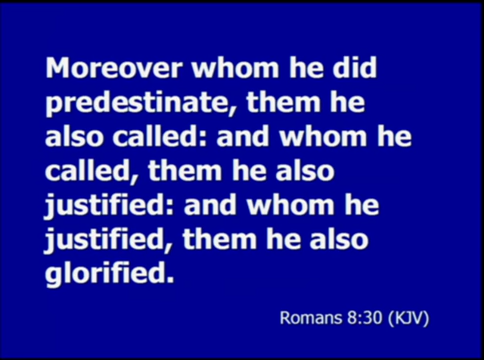 Moreover whom he did
predestinate, them he
also called: and whom he
called, them he also
justified: and whom he
justified, them he also
glorified.
Romans 8:30 (KJV)